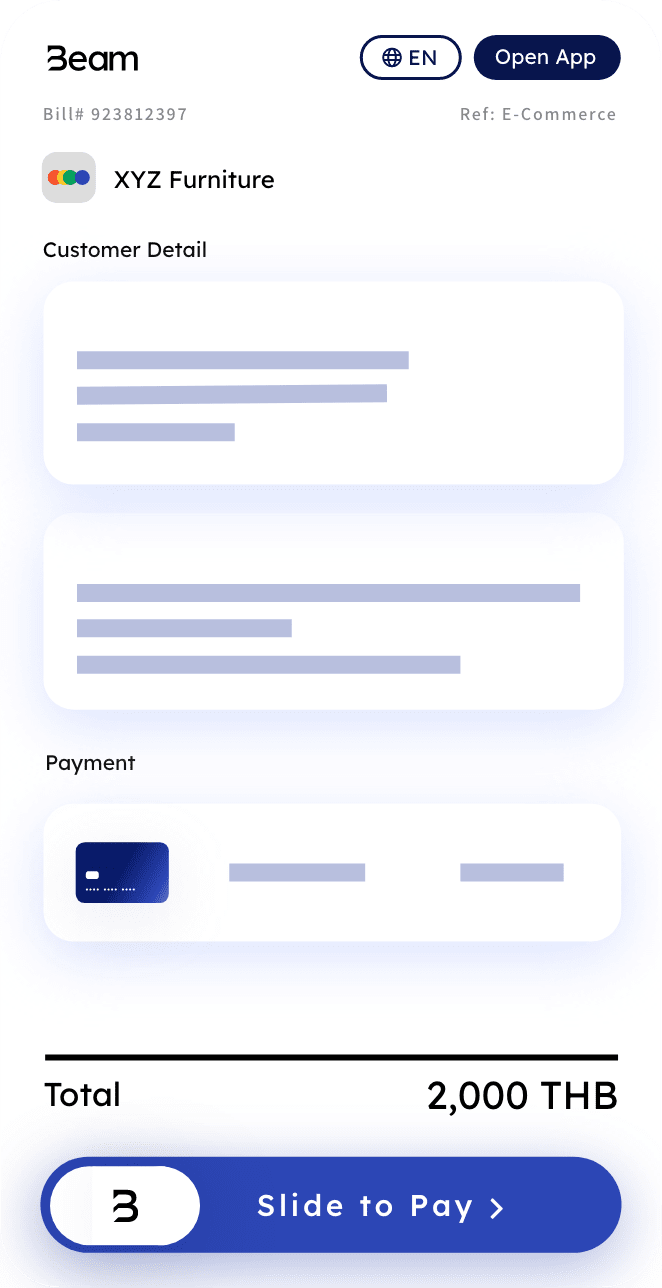 Beam
EN
Open App
Bill# 923812397
Ref: E-Commerce
XYZ Furniture
Customer Detail
Payment
Total
2,000 THB
B
Slide to Pay >